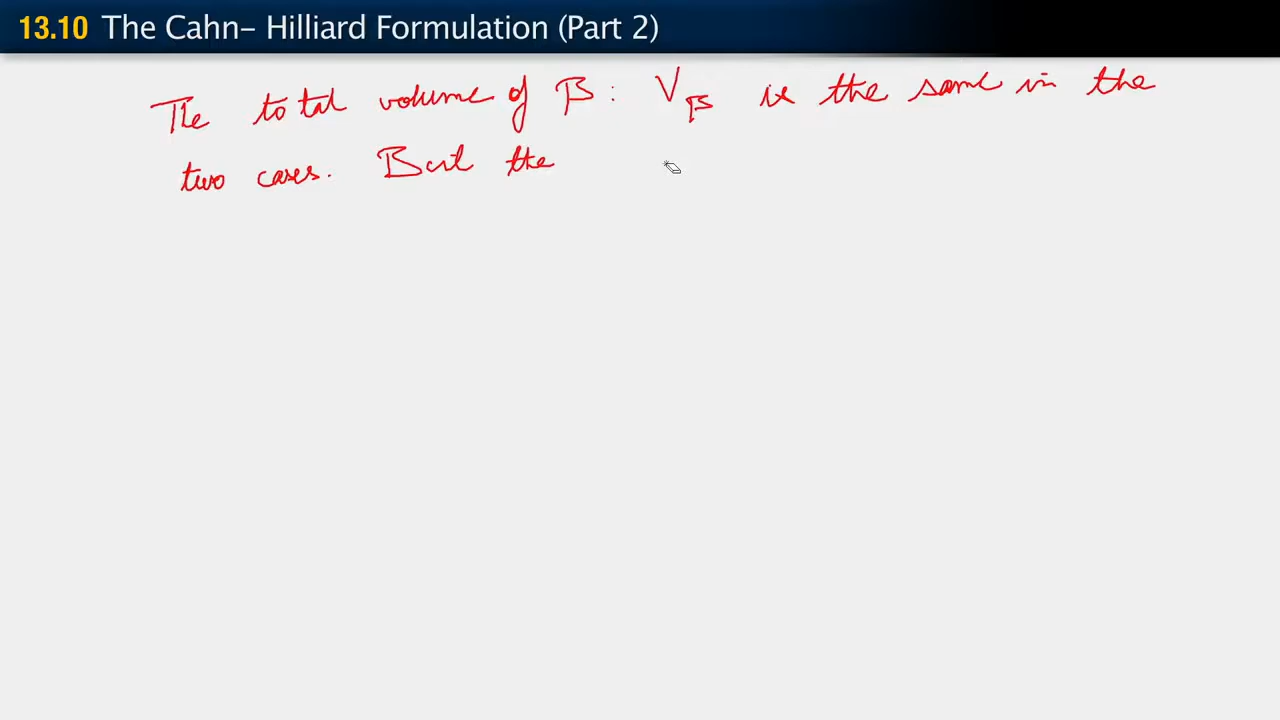 13.10 The Cahn– Hilliard Formulation (Part 2)
The total volume of β: Vβ is the same in the
two cases. But the